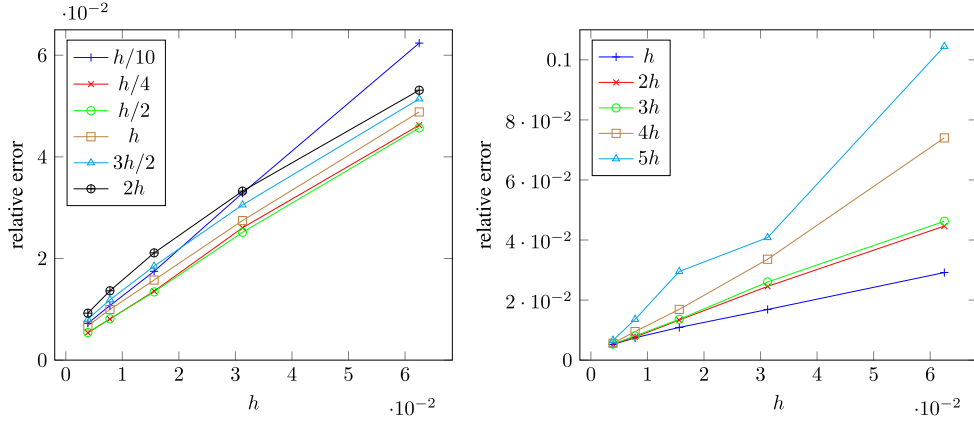 ·10⁻²
6
4
2
0
relative error
h/10
h/4
h/2
h
3h/2
2h
0 1 2 3 4 5 6
h
·10⁻²
0.1
8 · 10⁻²
6 · 10⁻²
4 · 10⁻²
2 · 10⁻²
0
relative error
h
2h
3h
4h
5h
0 1 2 3 4 5 6
h
·10⁻²